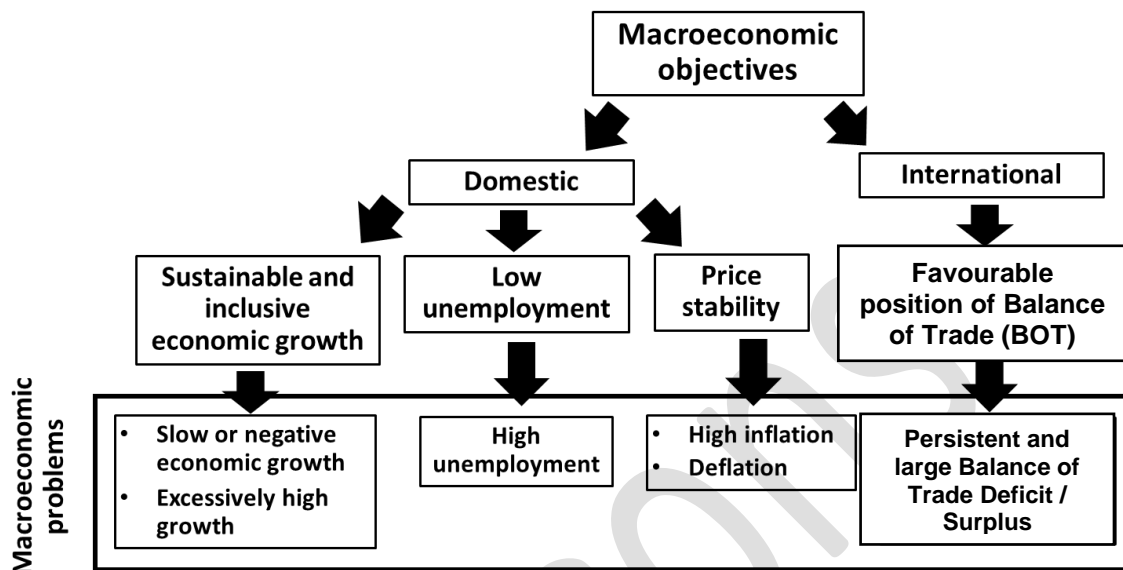 Macroeconomic
objectives
Domestic
International
Sustainable and
inclusive
economic growth
Low
unemployment
Price
stability
Favourable
position of Balance
of Trade (BOT)
Macroeconomic
problems
• Slow or negative
economic growth
• Excessively high
growth
High
unemployment
• High inflation
• Deflation
Persistent and
large Balance of
Trade Deficit /
Surplus